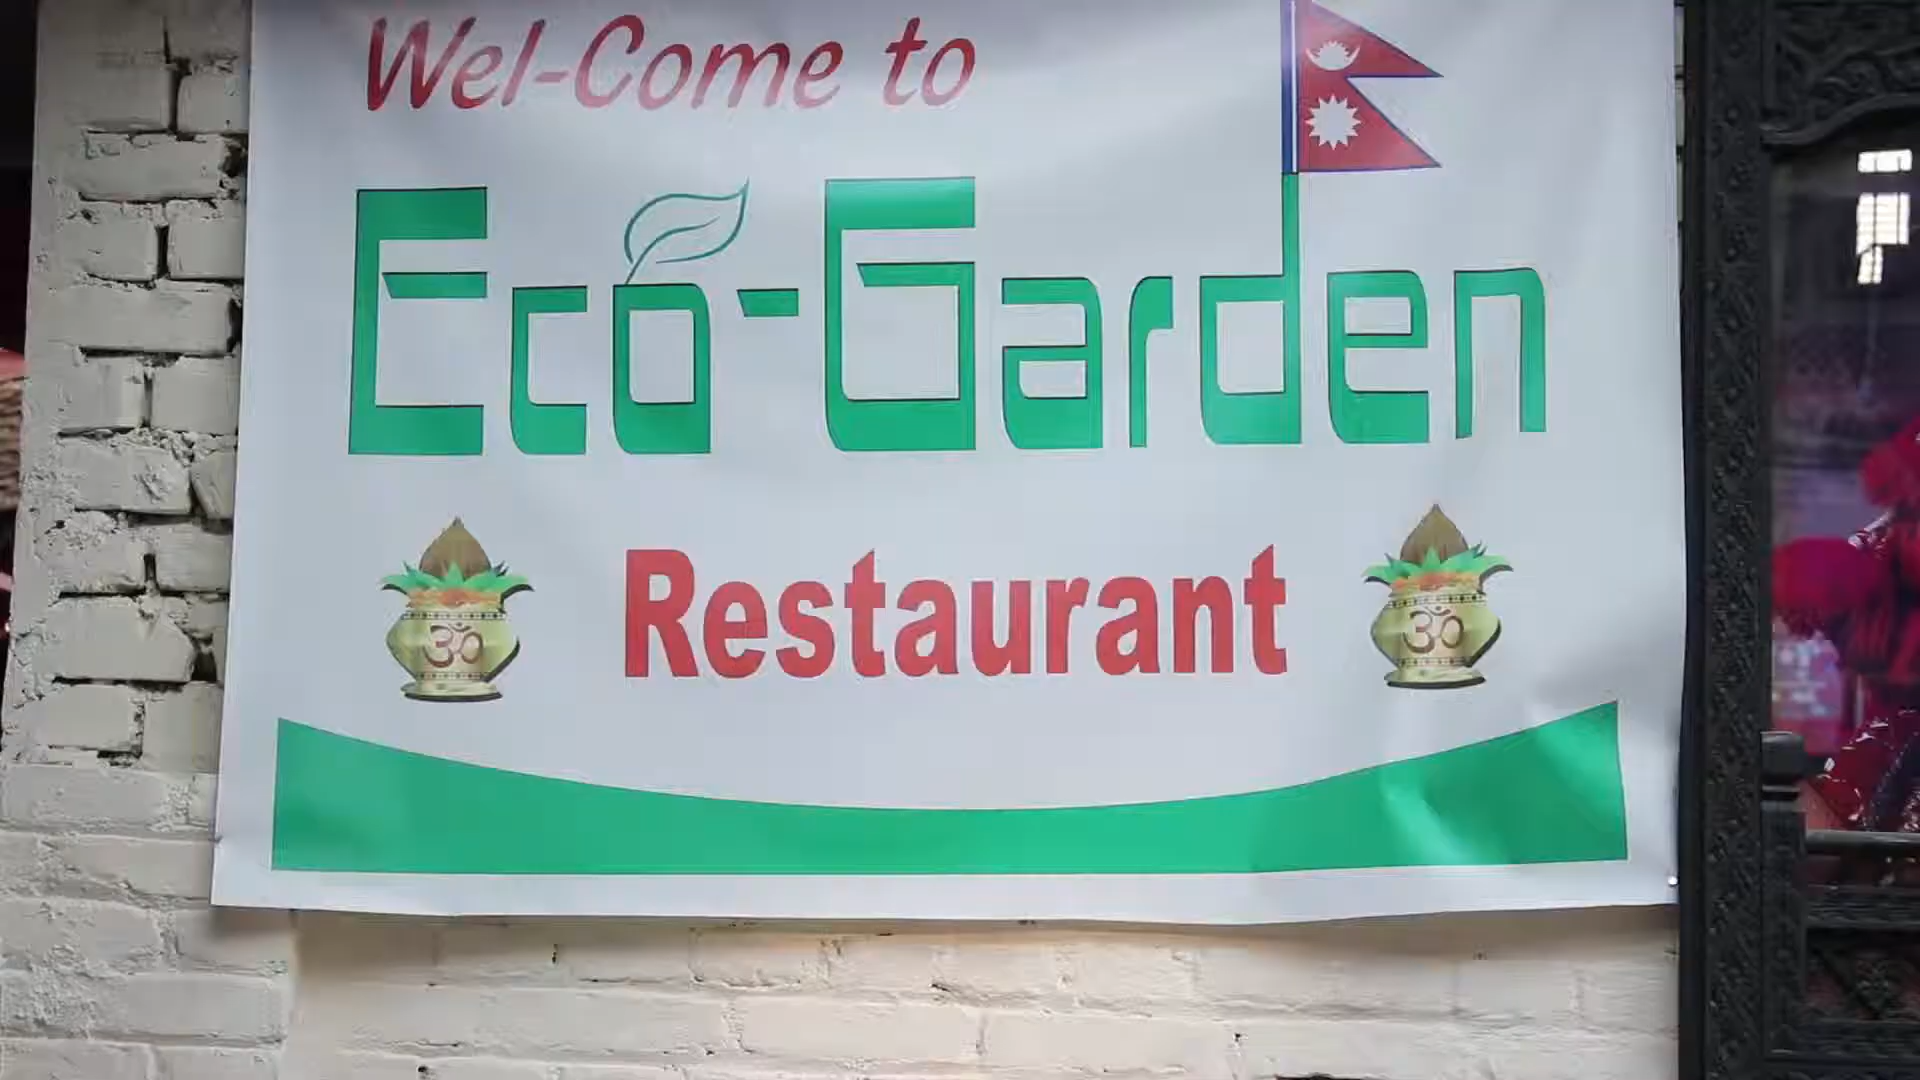 Wel-Come to
Eco-Garden
Restaurant
ॐ
ॐ